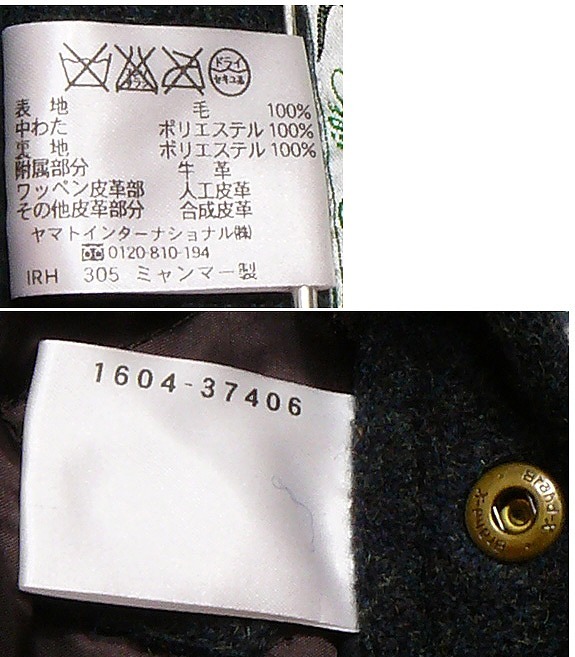 ドライ
セキユ系
表 地 毛 100%
中わた ポリエステル 100%
裏 地 ポリエステル 100%
附属部分 牛 革
ワッペン皮革部 人工皮革
その他皮革部分 合成皮革
ヤマトインターナショナル㈱
0120-810-194
IRH 305 ミャンマー製
1604-37406
Brand-t
Brand-t